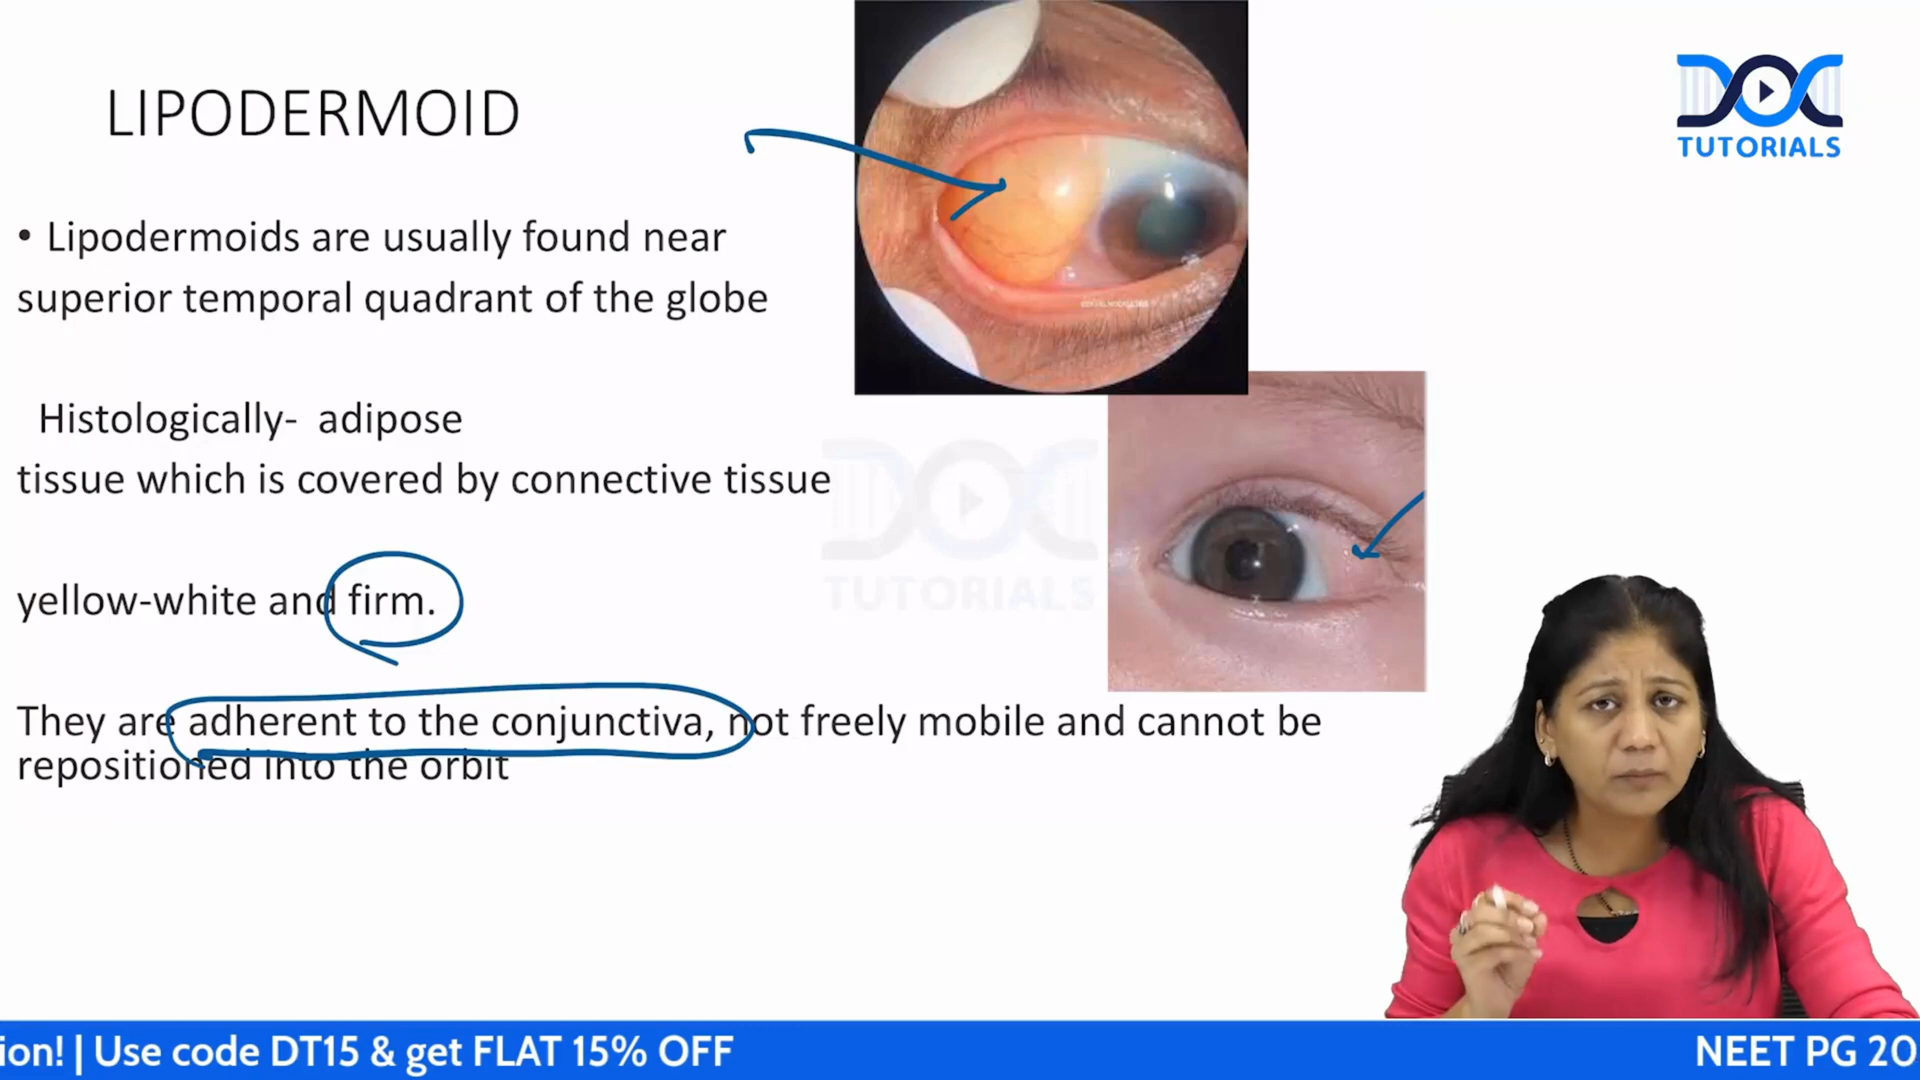 LIPODERMOID
DOC
TUTORIALS
• Lipodermoids are usually found near
superior temporal quadrant of the globe
Histologically- adipose
tissue which is covered by connective tissue
DOC
TUTORIALS
yellow-white and firm.
They are adherent to the conjunctiva, not freely mobile and cannot be
repositioned into the orbit
ion! | Use code DT15 & get FLAT 15% OFF
NEET PG 20